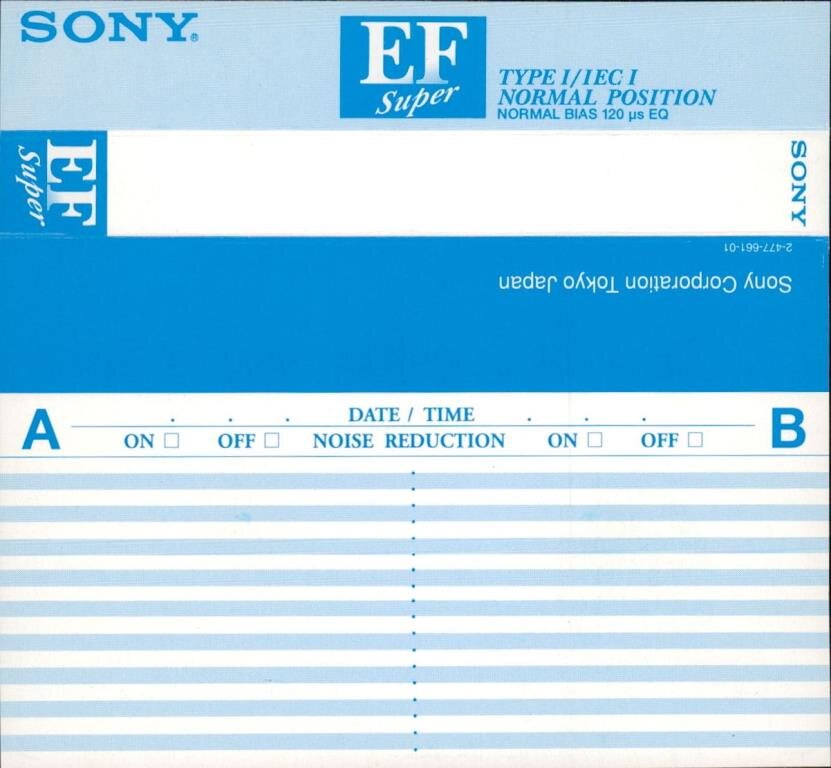 SONY®
EF
Super
TYPE I/IEC I
NORMAL POSITION
NORMAL BIAS 120 µs EQ
EF
Super
SONY
2-477-661-01
Sony Corporation Tokyo Japan
A . . . DATE / TIME . . . B
ON □ OFF □ NOISE REDUCTION ON □ OFF □